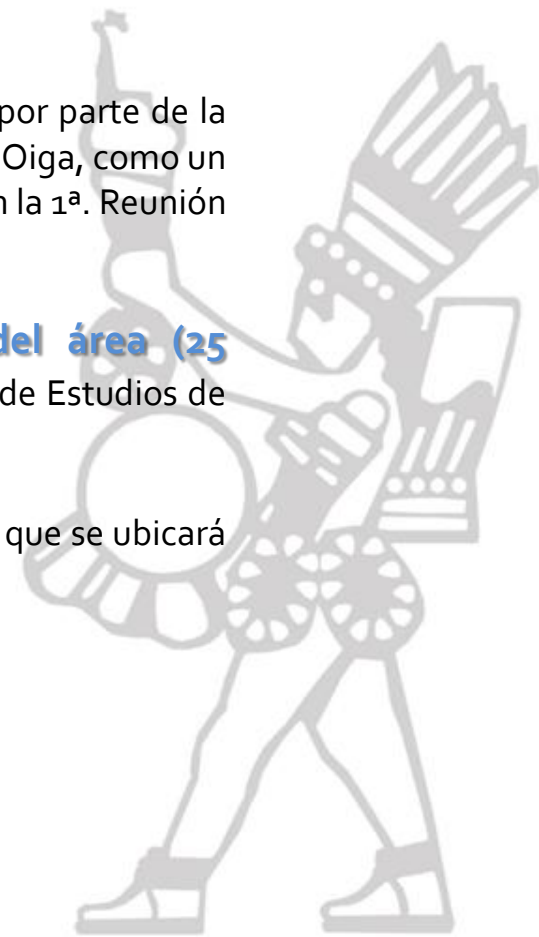 por parte de la
Oiga, como un
n la 1ª. Reunión
del área (25
de Estudios de
que se ubicará